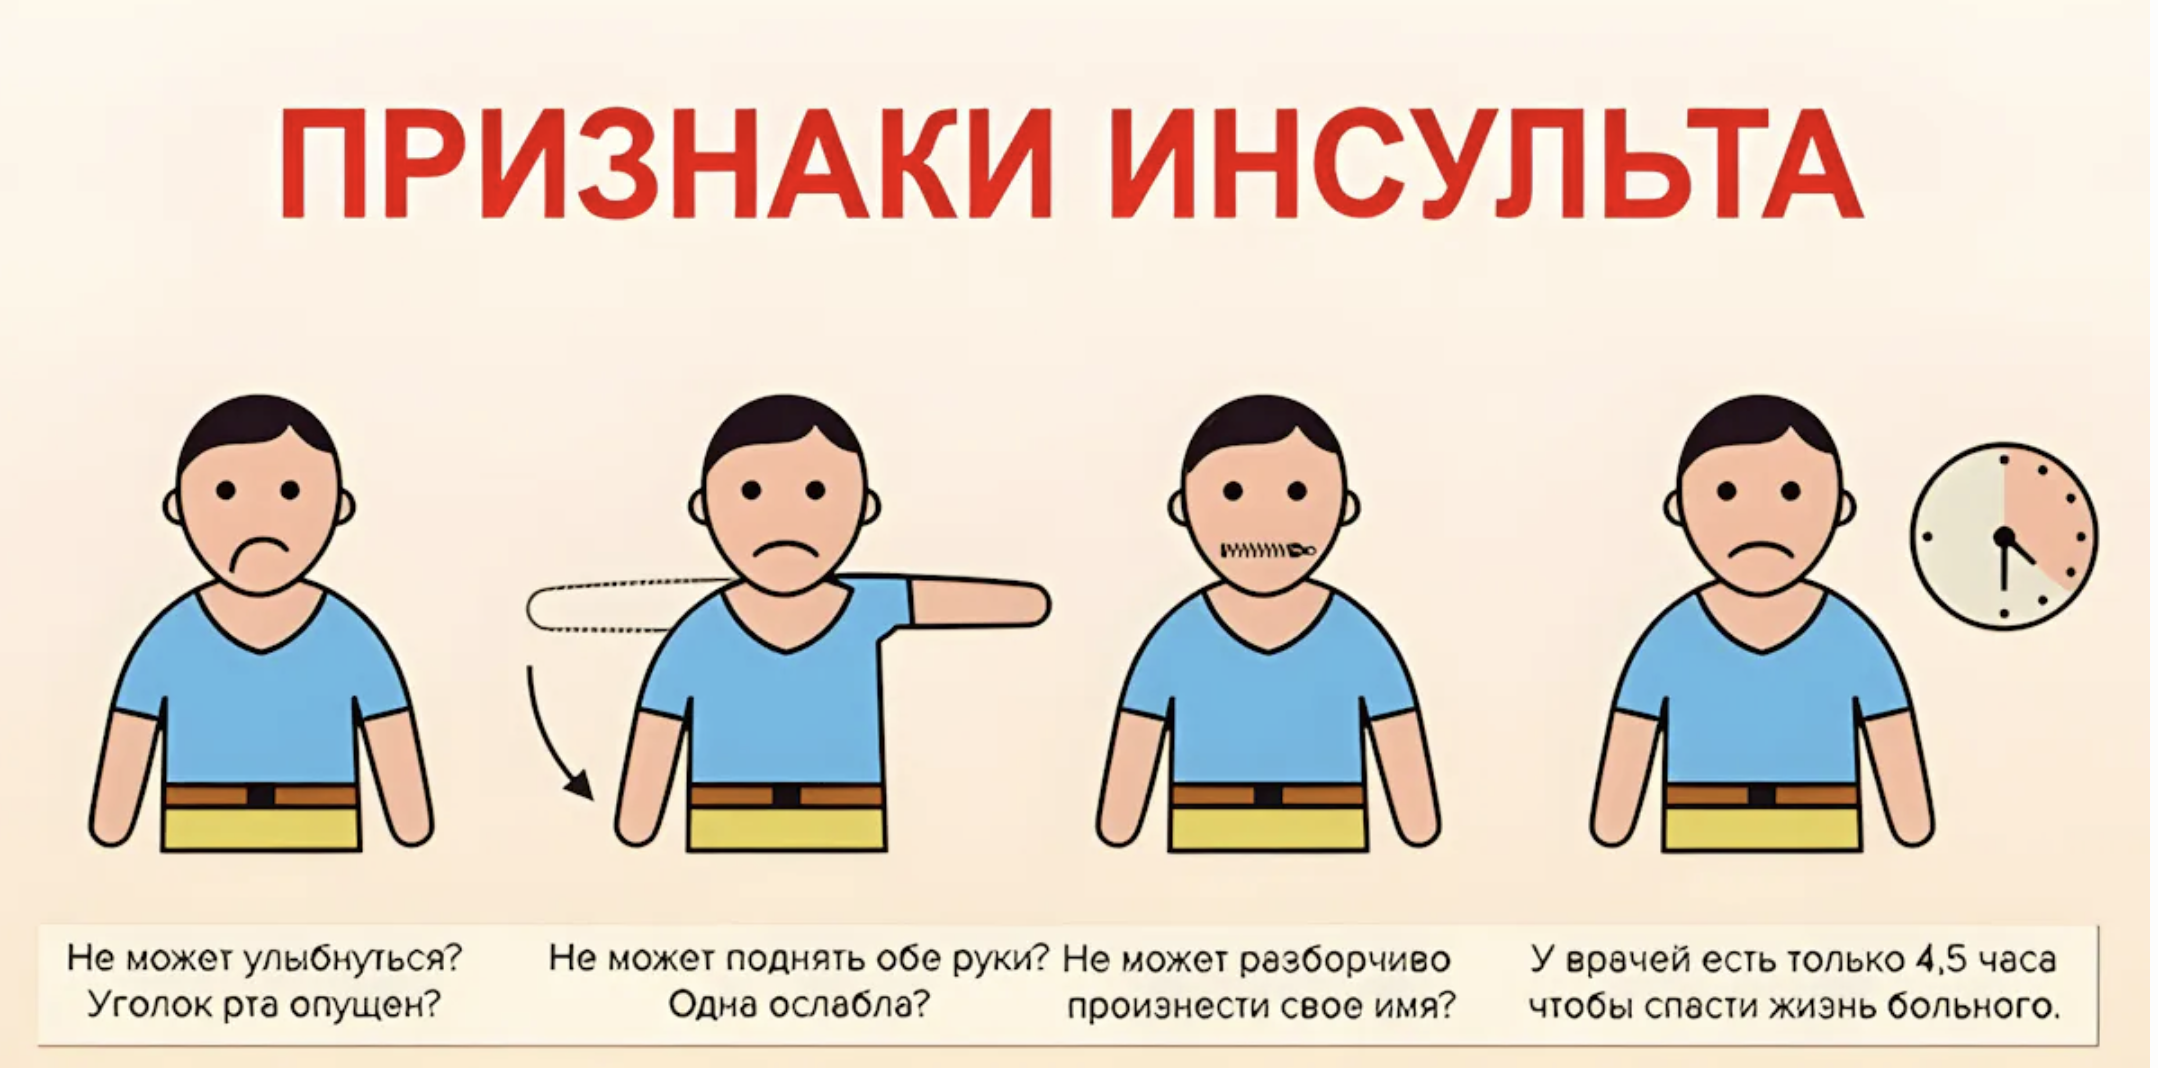 ПРИЗНАКИ ИНСУЛЬТА
Не может улыбнуться?
Уголок рта опущен?
Не может поднять обе руки?
Одна ослабла?
Не может разборчиво
произнести свое имя?
У врачей есть только 4,5 часа
чтобы спасти жизнь больного.